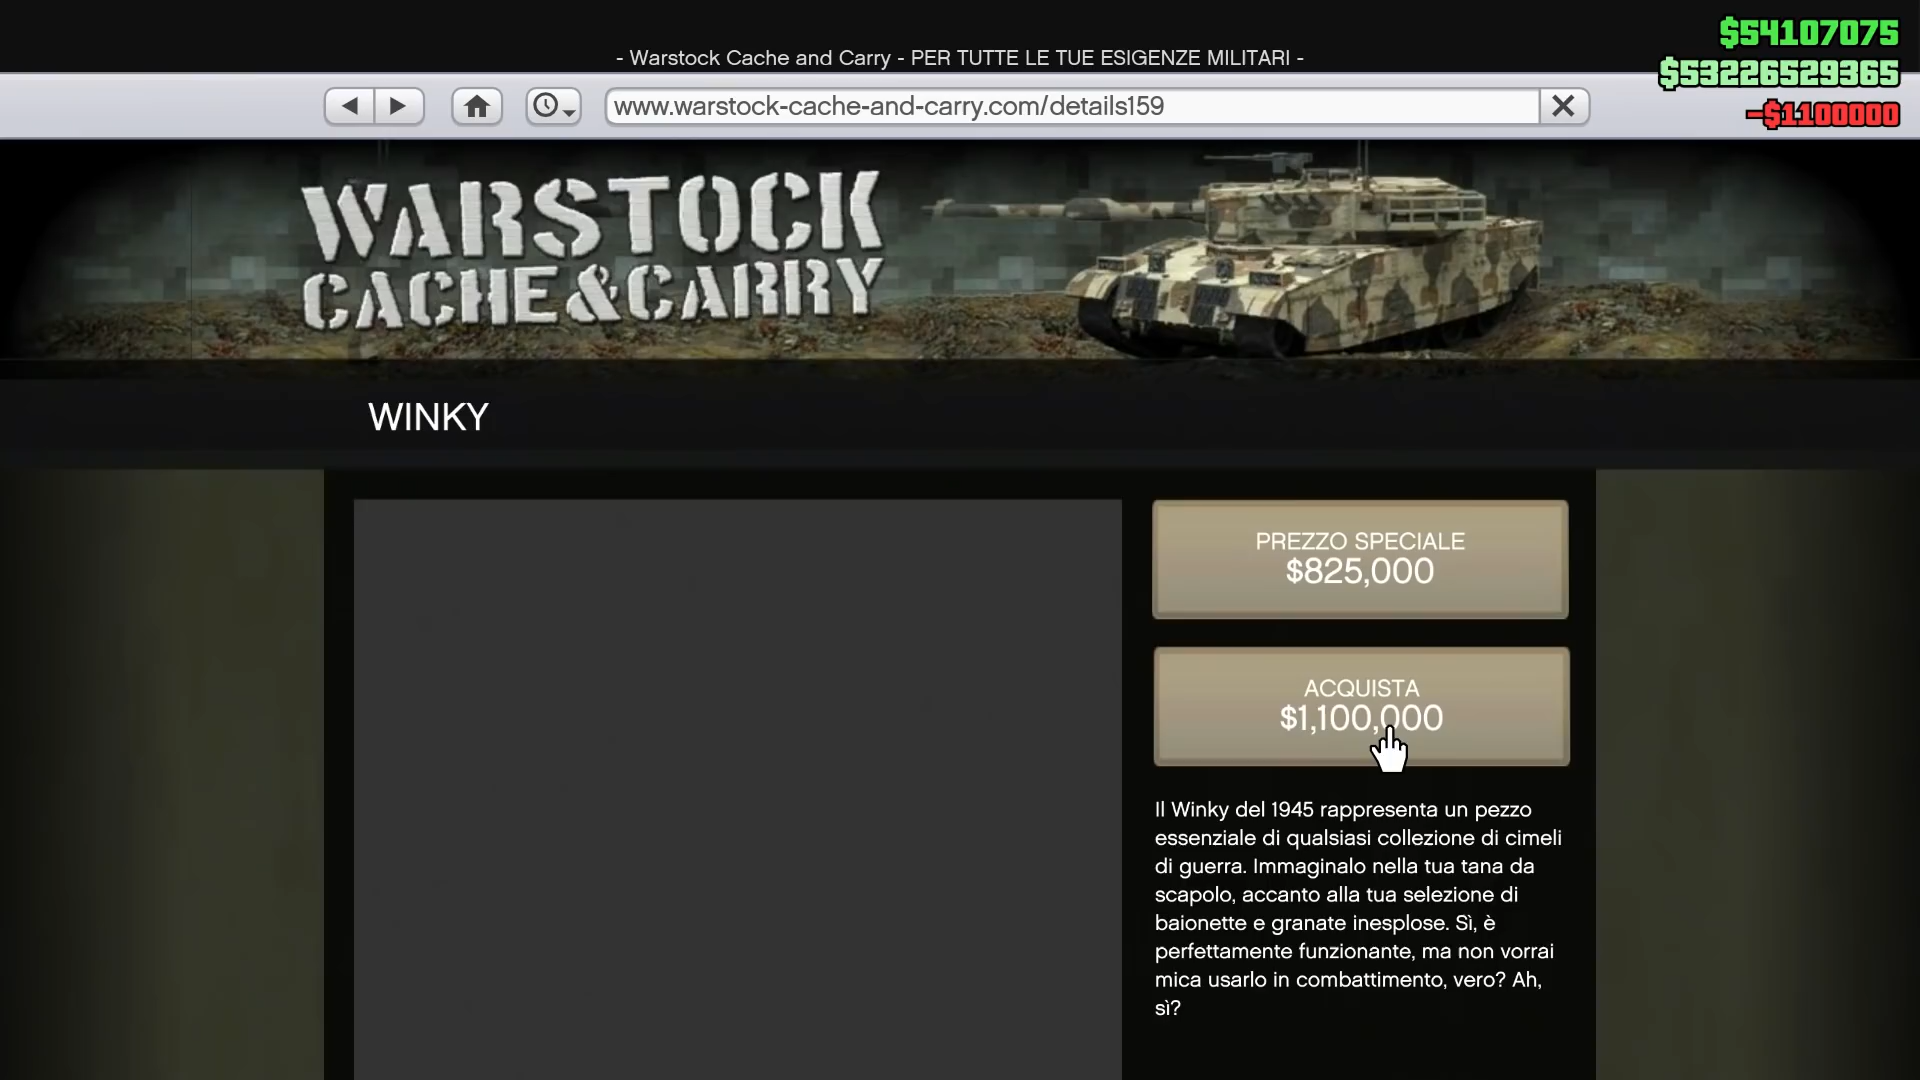 $54107075
- Warstock Cache and Carry - PER TUTTE LE TUE ESIGENZE MILITARI -
$53226529365
www.warstock-cache-and-carry.com/details159
-$1100000
WARSTOCK
CACHE & CARRY
WINKY
PREZZO SPECIALE
$825,000
ACQUISTA
$1,100,000
Il Winky del 1945 rappresenta un pezzo
essenziale di qualsiasi collezione di cimeli
di guerra. Immaginalo nella tua tana da
scapolo, accanto alla tua selezione di
baionette e granate inesplose. Sì, è
perfettamente funzionante, ma non vorrai
mica usarlo in combattimento, vero? Ah,
sì?